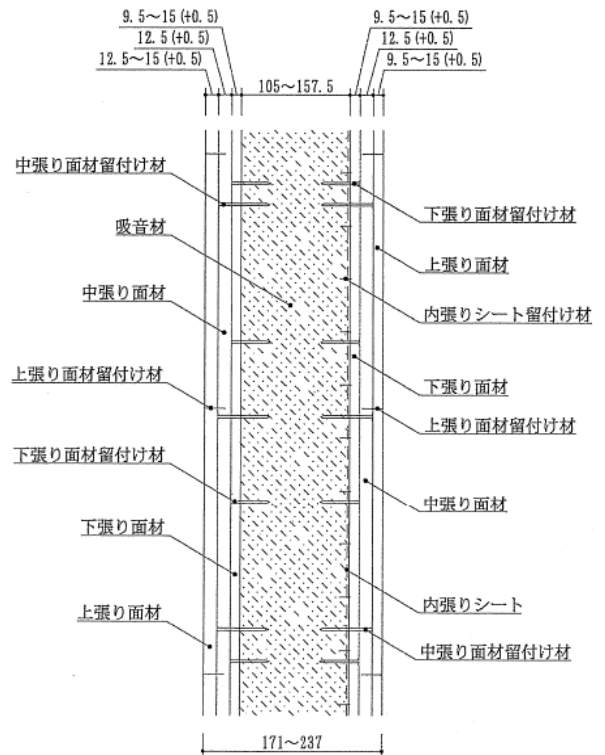 9.5～15(+0.5)
12.5(+0.5)
12.5～15(+0.5)
9.5～15(+0.5)
12.5(+0.5)
9.5～15(+0.5)
105～157.5
中張り面材留付け材
吸音材
中張り面材
上張り面材留付け材
下張り面材留付け材
下張り面材
上張り面材
下張り面材留付け材
上張り面材
内張りシート留付け材
下張り面材
上張り面材留付け材
中張り面材
内張りシート
中張り面材留付け材
171～237